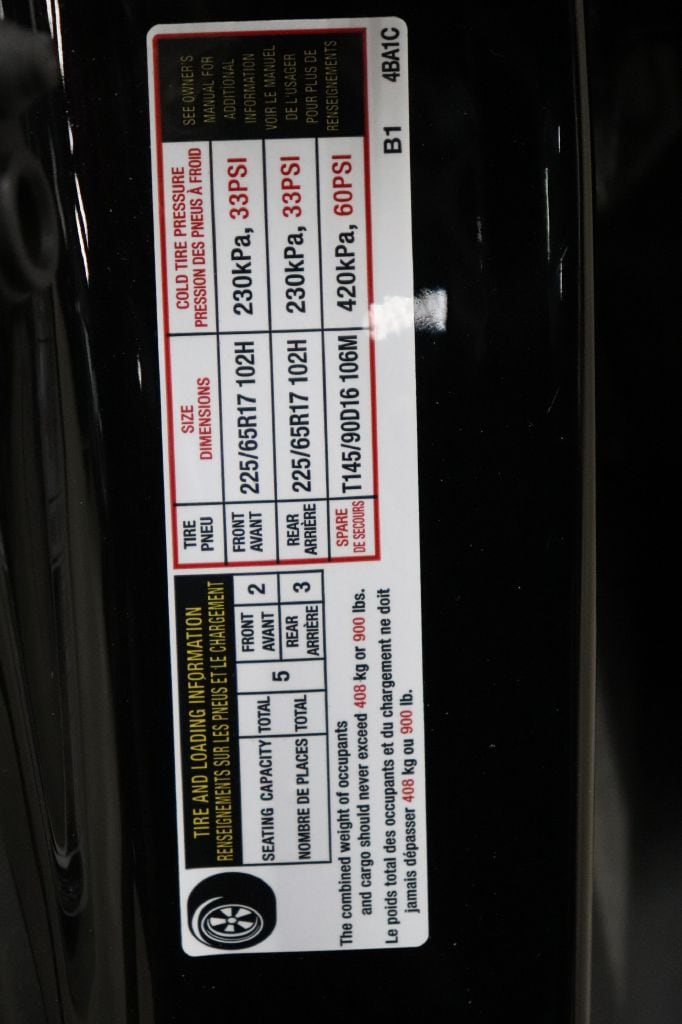 TIRE AND LOADING INFORMATION
RENSEIGNEMENTS SUR LES PNEUS ET LE CHARGEMENT
SEATING CAPACITY TOTAL 5 FRONT AVANT 2
NOMBRE DE PLACES TOTAL REAR ARRIÈRE 3
The combined weight of occupants
and cargo should never exceed 408 kg or 900 lbs.
Le poids total des occupants et du chargement ne doit
jamais dépasser 408 kg ou 900 lb.
TIRE SIZE COLD TIRE PRESSURE
PNEU DIMENSIONS PRESSION DES PNEUS À FROID
FRONT
AVANT 225/65R17 102H 230kPa, 33PSI
REAR
ARRIÈRE 225/65R17 102H 230kPa, 33PSI
SPARE
DE SECOURS T145/90D16 106M 420kPa, 60PSI
SEE OWNER'S
MANUAL FOR
ADDITIONAL
INFORMATION
VOIR LE MANUEL
DE L'USAGER
POUR PLUS DE
RENSEIGNEMENTS
B1 4BA1C